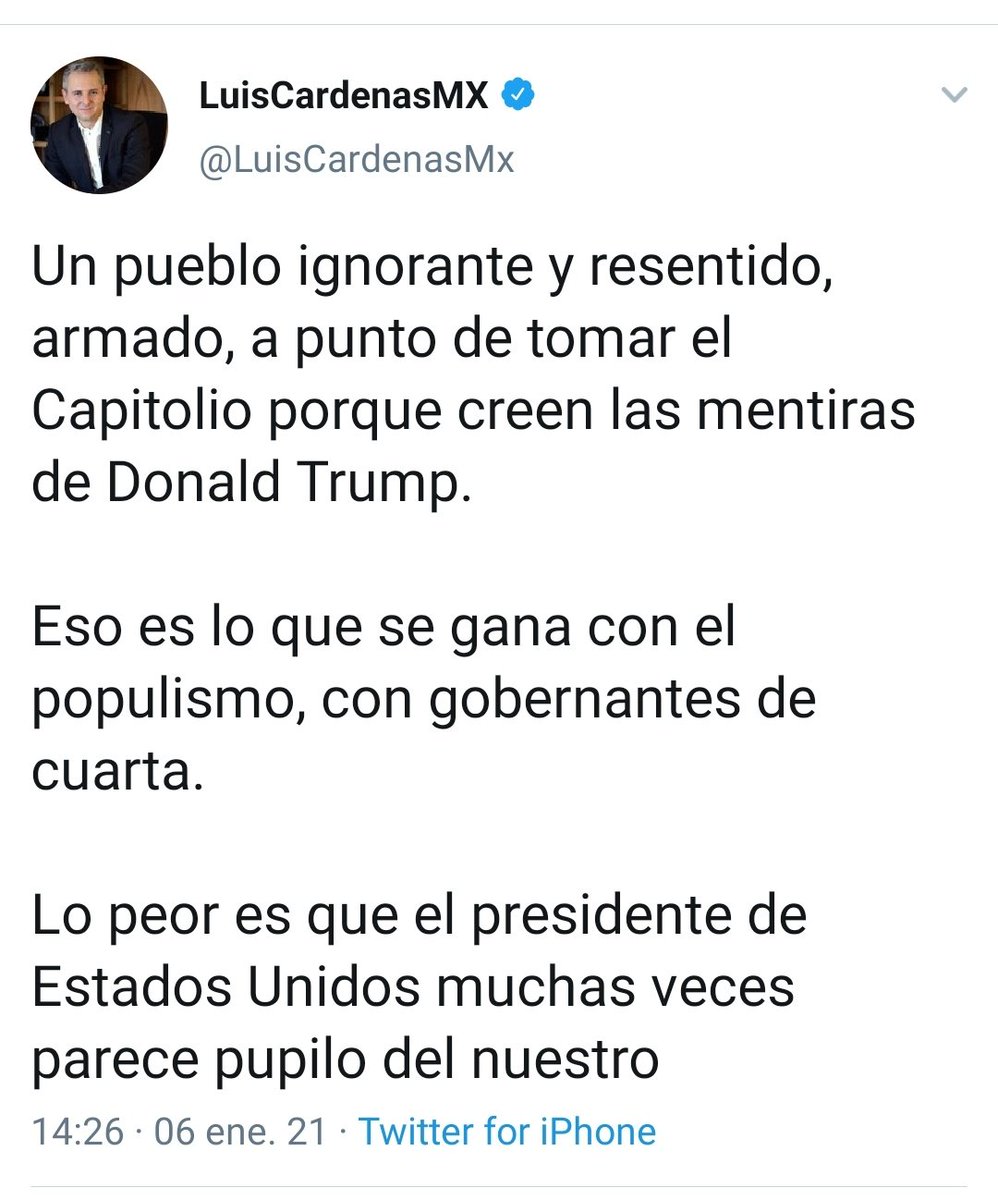 LuisCardenasMX
@LuisCardenasMx
Un pueblo ignorante y resentido,
armado, a punto de tomar el
Capitolio porque creen las mentiras
de Donald Trump.
Eso es lo que se gana con el
populismo, con gobernantes de
cuarta.
Lo peor es que el presidente de
Estados Unidos muchas veces
parece pupilo del nuestro
14:26 · 06 ene. 21 · Twitter for iPhone